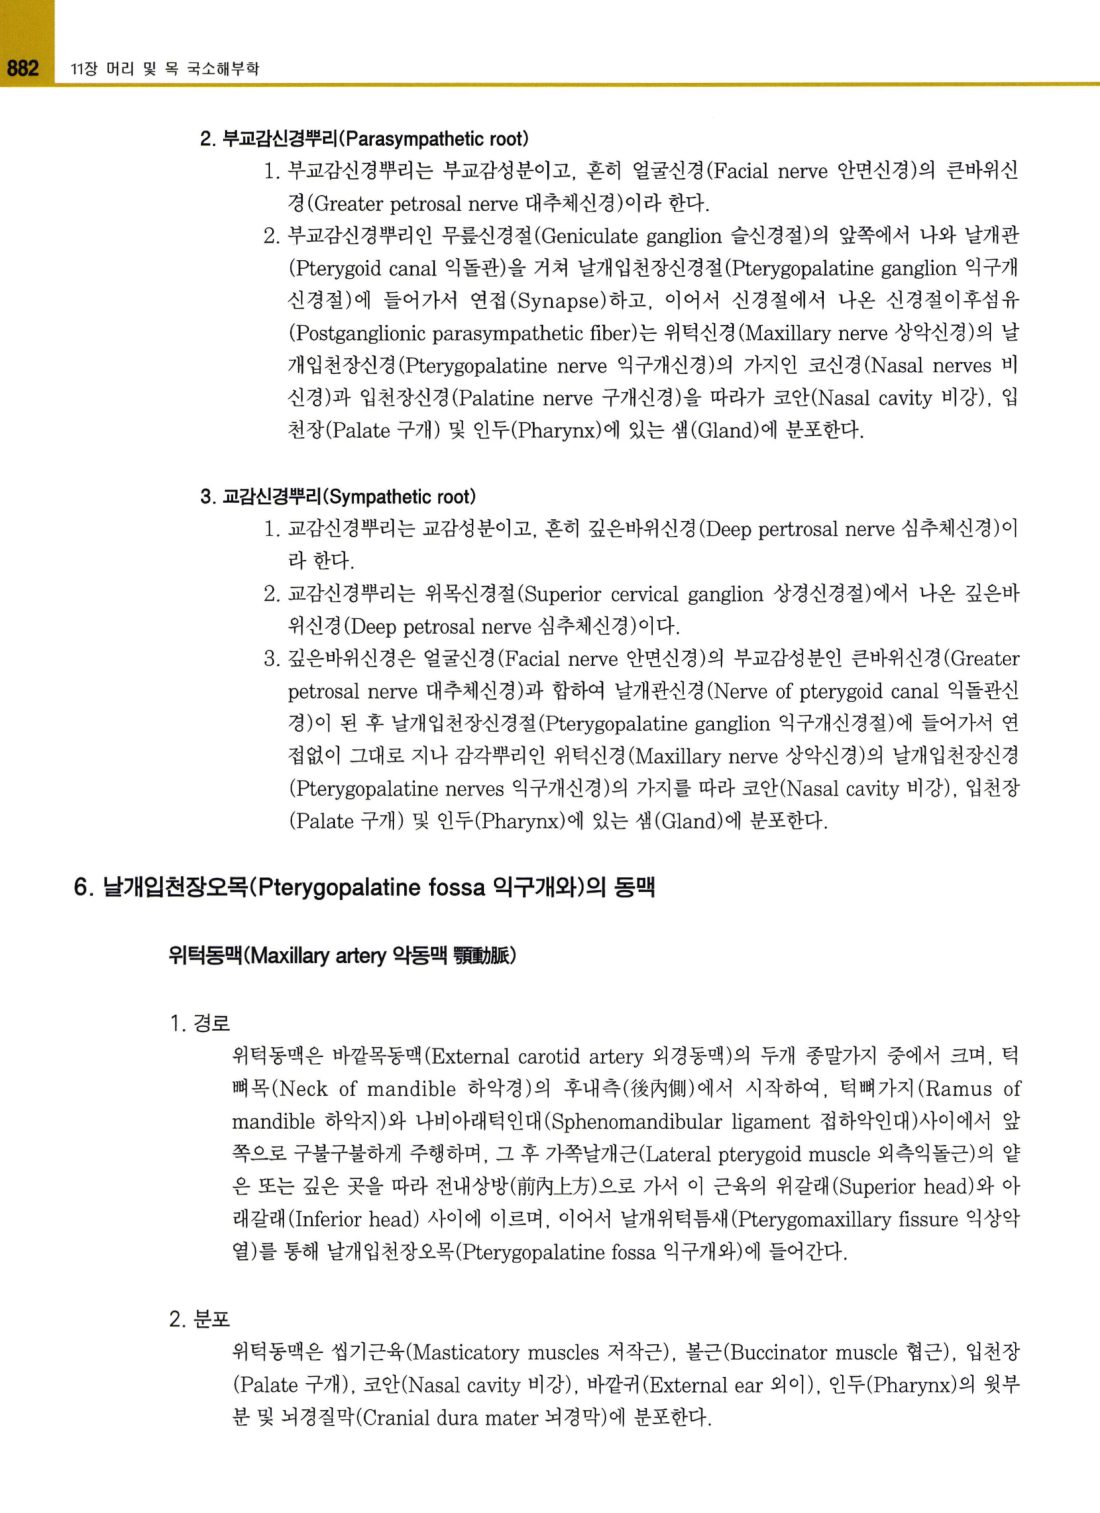 882
11장 머리 및 목 국소해부학
2. 부교감신경뿌리(Parasympathetic root)
1. 부교감신경뿌리는 부교감성분이고, 흔히 얼굴신경(Facial nerve 안면신경)의 큰바위신
경(Greater petrosal nerve 대추체신경)이라 한다.
2. 부교감신경뿌리인 무릎신경절(Geniculate ganglion 슬신경절)의 앞쪽에서 나와 날개관
(Pterygoid canal 익돌관)을 거쳐 날개입천장신경절(Pterygopalatine ganglion 익구개
신경절)에 들어가서 연접(Synapse)하고, 이어서 신경절에서 나온 신경절이후섬유
(Postganglionic parasympathetic fiber)는 위턱신경(Maxillary nerve 상악신경)의 날
개입천장신경(Pterygopalatine nerve 익구개신경)의 가지인 코신경(Nasal nerves 비
신경)과 입천장신경(Palatine nerve 구개신경)을 따라가 코안(Nasal cavity 비강), 입
천장(Palate 구개) 및 인두(Pharynx)에 있는 샘(Gland)에 분포한다.
3. 교감신경뿌리(Sympathetic root)
1. 교감신경뿌리는 교감성분이고, 흔히 깊은바위신경(Deep pertrosal nerve 심추체신경)이
라 한다.
2. 교감신경뿌리는 위목신경절(Superior cervical ganglion 상경신경절)에서 나온 깊은바
위신경(Deep petrosal nerve 심추체신경)이다.
3. 깊은바위신경은 얼굴신경(Facial nerve 안면신경)의 부교감성분인 큰바위신경(Greater
petrosal nerve 대추체신경)과 합하여 날개관신경(Nerve of pterygoid canal 익돌관신
경)이 된 후 날개입천장신경절(Pterygopalatine ganglion 익구개신경절)에 들어가서 연
접없이 그대로 지나 감각뿌리인 위턱신경(Maxillary nerve 상악신경)의 날개입천장신경
(Pterygopalatine nerves 익구개신경)의 가지를 따라 코안(Nasal cavity 비강), 입천장
(Palate 구개) 및 인두(Pharynx)에 있는 샘(Gland)에 분포한다.
6. 날개입천장오목(Pterygopalatine fossa 익구개와)의 동맥
위턱동맥(Maxillary artery 악동맥 顎動脈)
1. 경로
위턱동맥은 바깥목동맥(External carotid artery 외경동맥)의 두개 종말가지 중에서 크며, 턱
뼈목(Neck of mandible 하악경)의 후내측(後內側)에서 시작하여, 턱뼈가지(Ramus of
mandible 하악지)와 나비아래턱인대(Sphenomandibular ligament 접하악인대)사이에서 앞
쪽으로 구불구불하게 주행하며, 그 후 가쪽날개근(Lateral pterygoid muscle 외측익돌근)의 얕
은 또는 깊은 곳을 따라 전내상방(前內上方)으로 가서 이 근육의 위갈래(Superior head)와 아
래갈래(Inferior head) 사이에 이르며, 이어서 날개위턱틈새(Pterygomaxillary fissure 익상악
열)를 통해 날개입천장오목(Pterygopalatine fossa 익구개와)에 들어간다.
2. 분포
위턱동맥은 씹기근육(Masticatory muscles 저작근), 볼근(Buccinator muscle 협근), 입천장
(Palate 구개), 코안(Nasal cavity 비강), 바깥귀(External ear 외이), 인두(Pharynx)의 윗부
분 및 뇌경질막(Cranial dura mater 뇌경막)에 분포한다.